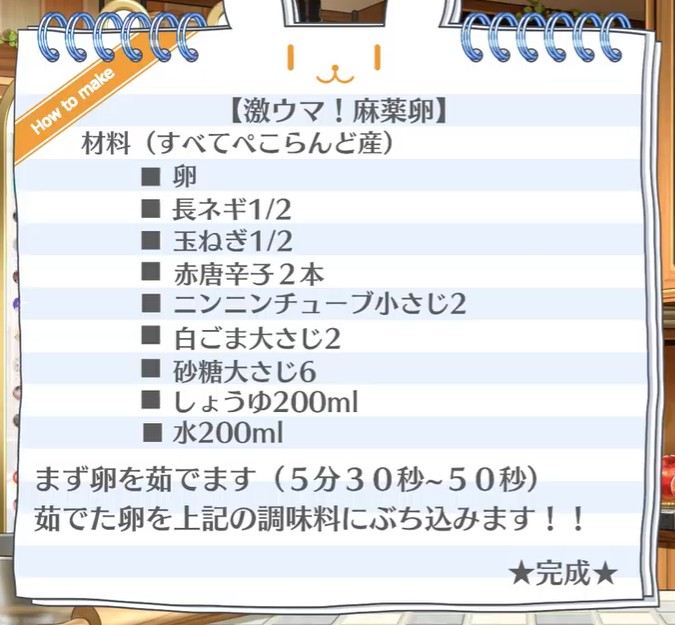 How to make
【激ウマ！麻薬卵】
材料（すべてぺこらんど産）
■ 卵
■ 長ネギ1/2
■ 玉ねぎ1/2
■ 赤唐辛子２本
■ ニンニンチューブ小さじ2
■ 白ごま大さじ2
■ 砂糖大さじ6
■ しょうゆ200ml
■ 水200ml
まず卵を茹でます（５分３０秒~５０秒）
茹でた卵を上記の調味料にぶち込みます！！
★完成★